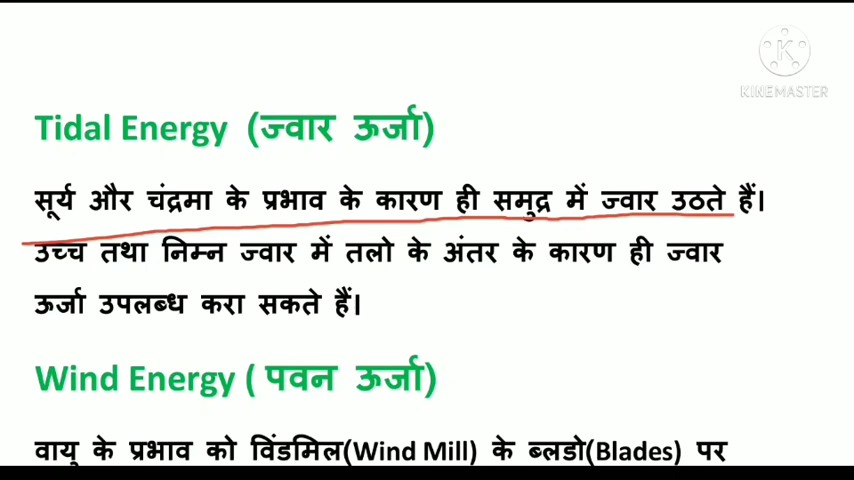 KINEMASTER
Tidal Energy (ज्वार ऊर्जा)
सूर्य और चंद्रमा के प्रभाव के कारण ही समुद्र में ज्वार उठते हैं।
उच्च तथा निम्न ज्वार में तलो के अंतर के कारण ही ज्वार
ऊर्जा उपलब्ध करा सकते हैं।
Wind Energy ( पवन ऊर्जा)
वायु के प्रभाव को विंडमिल(Wind Mill) के ब्लडो(Blades) पर